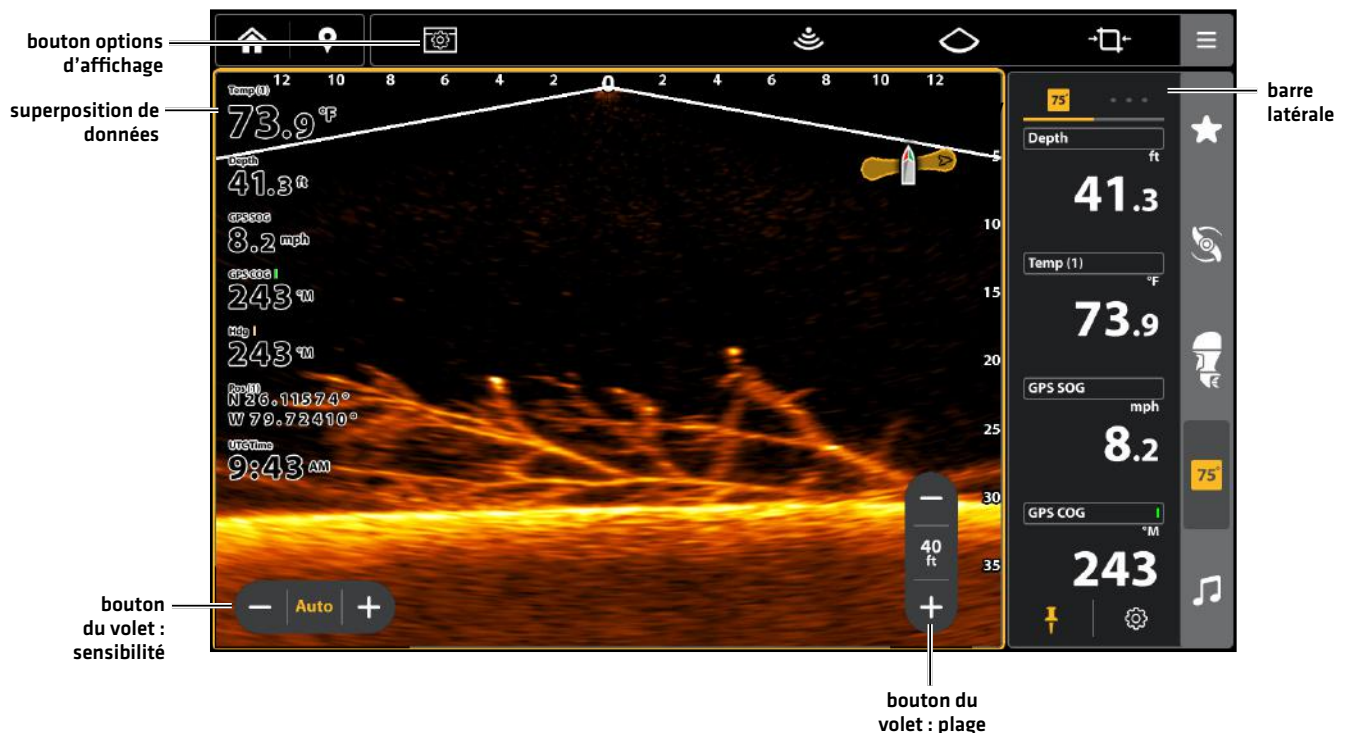 bouton options
d'affichage
superposition de
données
12 10 8 6 4 2 0 2 4 6 8 10 12
Temp (1)
73.9 °F
Depth
41.3 ft
GPS SOG
8.2 mph
GPS COG
243 °M
Hdg
243 °M
Pos (1)
N 26.11574°
W 79.72410°
UTC Time
9:43 AM
5
10
15
20
25
30
35
− Auto +
−
40
ft
+
bouton
du volet :
sensibilité
bouton du
volet : plage
75°
Depth
ft
41.3
Temp (1)
°F
73.9
GPS SOG
mph
8.2
GPS COG
°M
243
75°
barre
latérale